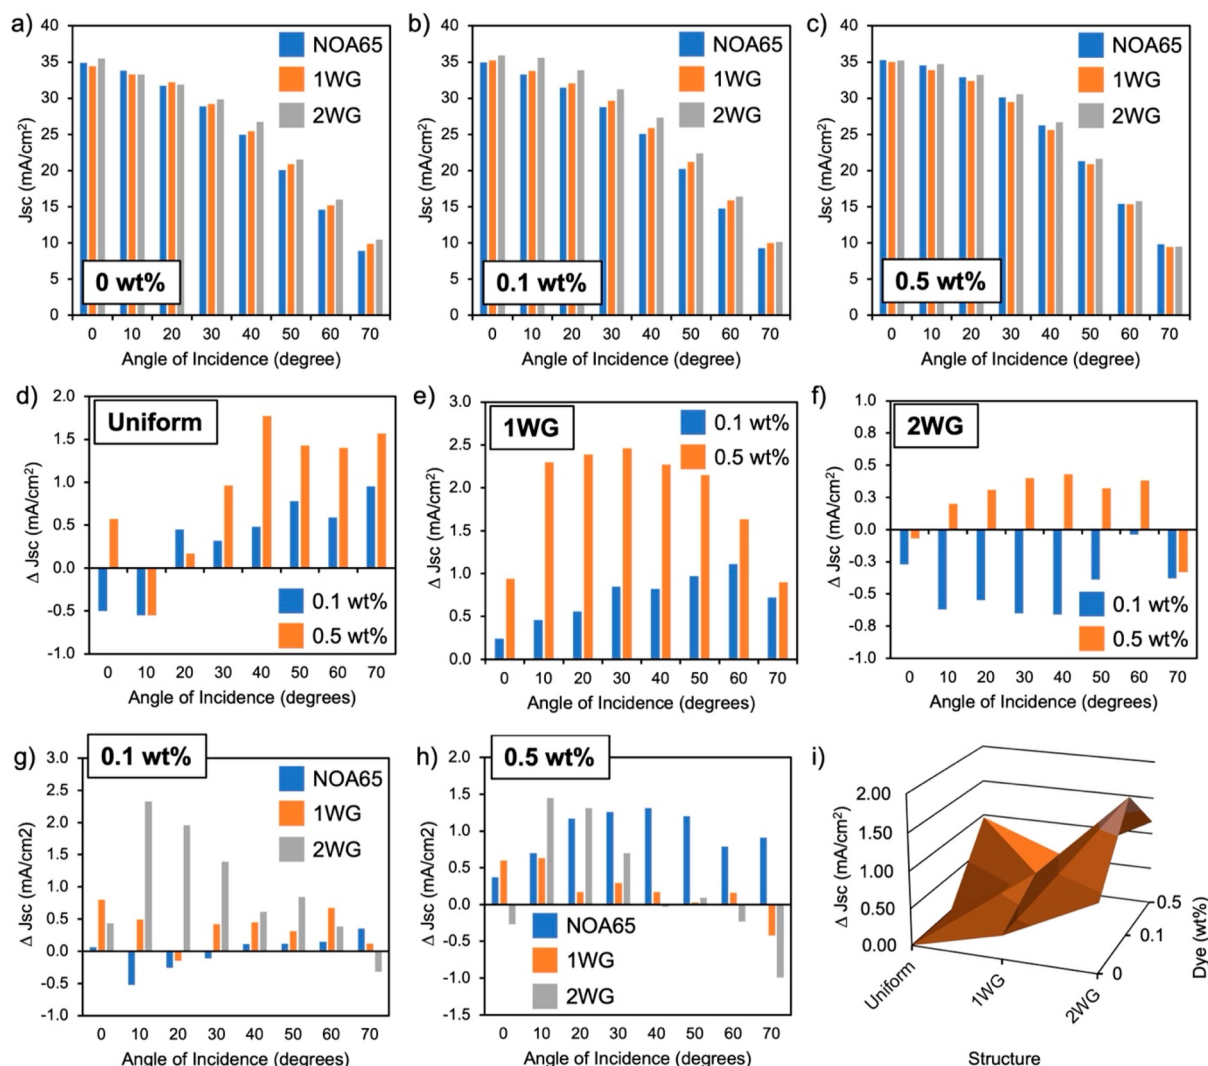 a)
Jsc (mA/cm²)
40
35
30
25
20
15
10
5
0
NOA65
1WG
2WG
0 wt%
0 10 20 30 40 50 60 70
Angle of Incidence (degree)
b)
Jsc (mA/cm²)
40
35
30
25
20
15
10
5
0
NOA65
1WG
2WG
0.1 wt%
0 10 20 30 40 50 60 70
Angle of Incidence (degree)
c)
Jsc (mA/cm²)
40
35
30
25
20
15
10
5
0
NOA65
1WG
2WG
0.5 wt%
0 10 20 30 40 50 60 70
Angle of Incidence (degree)
d)
Δ Jsc (mA/cm²)
2.0
1.5
1.0
0.5
0.0
-0.5
-1.0
Uniform
0.1 wt%
0.5 wt%
0 10 20 30 40 50 60 70
Angle of Incidence (degrees)
e)
Δ Jsc (mA/cm²)
3.0
2.5
2.0
1.5
1.0
0.5
0.0
1WG
0.1 wt%
0.5 wt%
0 10 20 30 40 50 60 70
Angle of Incidence (degrees)
f)
Δ Jsc (mA/cm²)
1.0
0.8
0.5
0.3
0.0
-0.3
-0.5
-0.8
-1.0
2WG
0.1 wt%
0.5 wt%
0 10 20 30 40 50 60 70
Angle of Incidence (degrees)
g)
Δ Jsc (mA/cm2)
3.0
2.5
2.0
1.5
1.0
0.5
0.0
-0.5
-1.0
0.1 wt%
NOA65
1WG
2WG
0 10 20 30 40 50 60 70
Angle of Incidence (degrees)
h)
Δ Jsc (mA/cm2)
2.0
1.5
1.0
0.5
0.0
-0.5
-1.0
-1.5
0.5 wt%
NOA65
1WG
2WG
0 10 20 30 40 50 60 70
Angle of Incidence (degrees)
i)
Δ Jsc (mA/cm²)
2.00
1.50
1.00
0.50
0.00
Uniform
1WG
2WG
Structure
0.5
0.1
0
Dye (wt%)